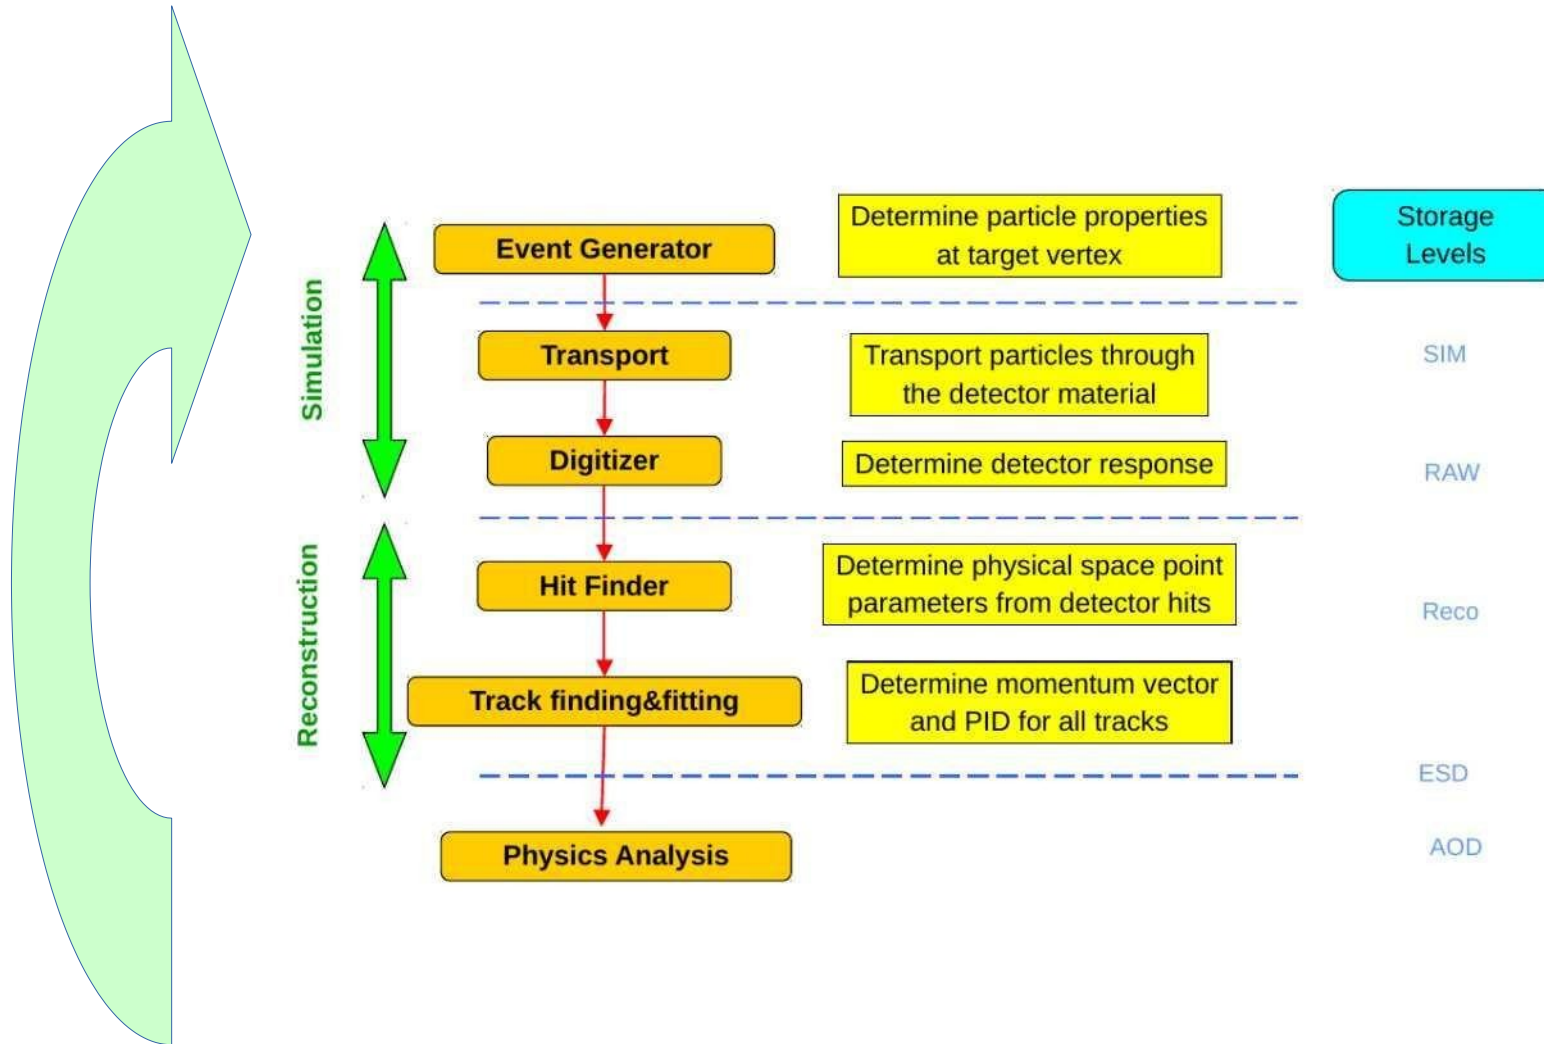 Event Generator
Determine particle properties
at target vertex
Storage
Levels
Simulation
Transport
Transport particles through
the detector material
SIM
Digitizer
Determine detector response
RAW
Reconstruction
Hit Finder
Determine physical space point
parameters from detector hits
Reco
Track finding&fitting
Determine momentum vector
and PID for all tracks
ESD
Physics Analysis
AOD